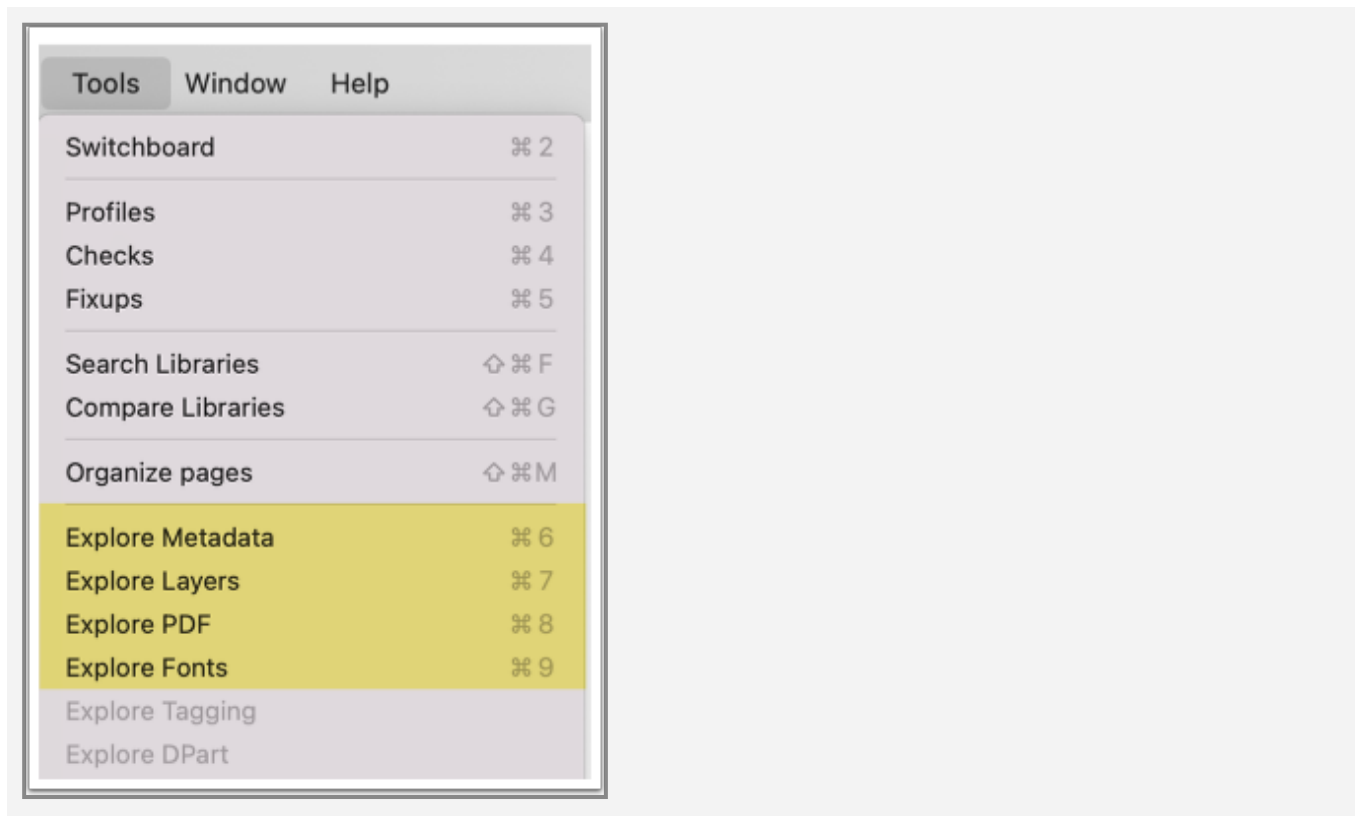 Tools Window Help
Switchboard ⌘ 2
Profiles ⌘ 3
Checks ⌘ 4
Fixups ⌘ 5
Search Libraries ⇧ ⌘ F
Compare Libraries ⇧ ⌘ G
Organize pages ⇧ ⌘ M
Explore Metadata ⌘ 6
Explore Layers ⌘ 7
Explore PDF ⌘ 8
Explore Fonts ⌘ 9
Explore Tagging
Explore DPart